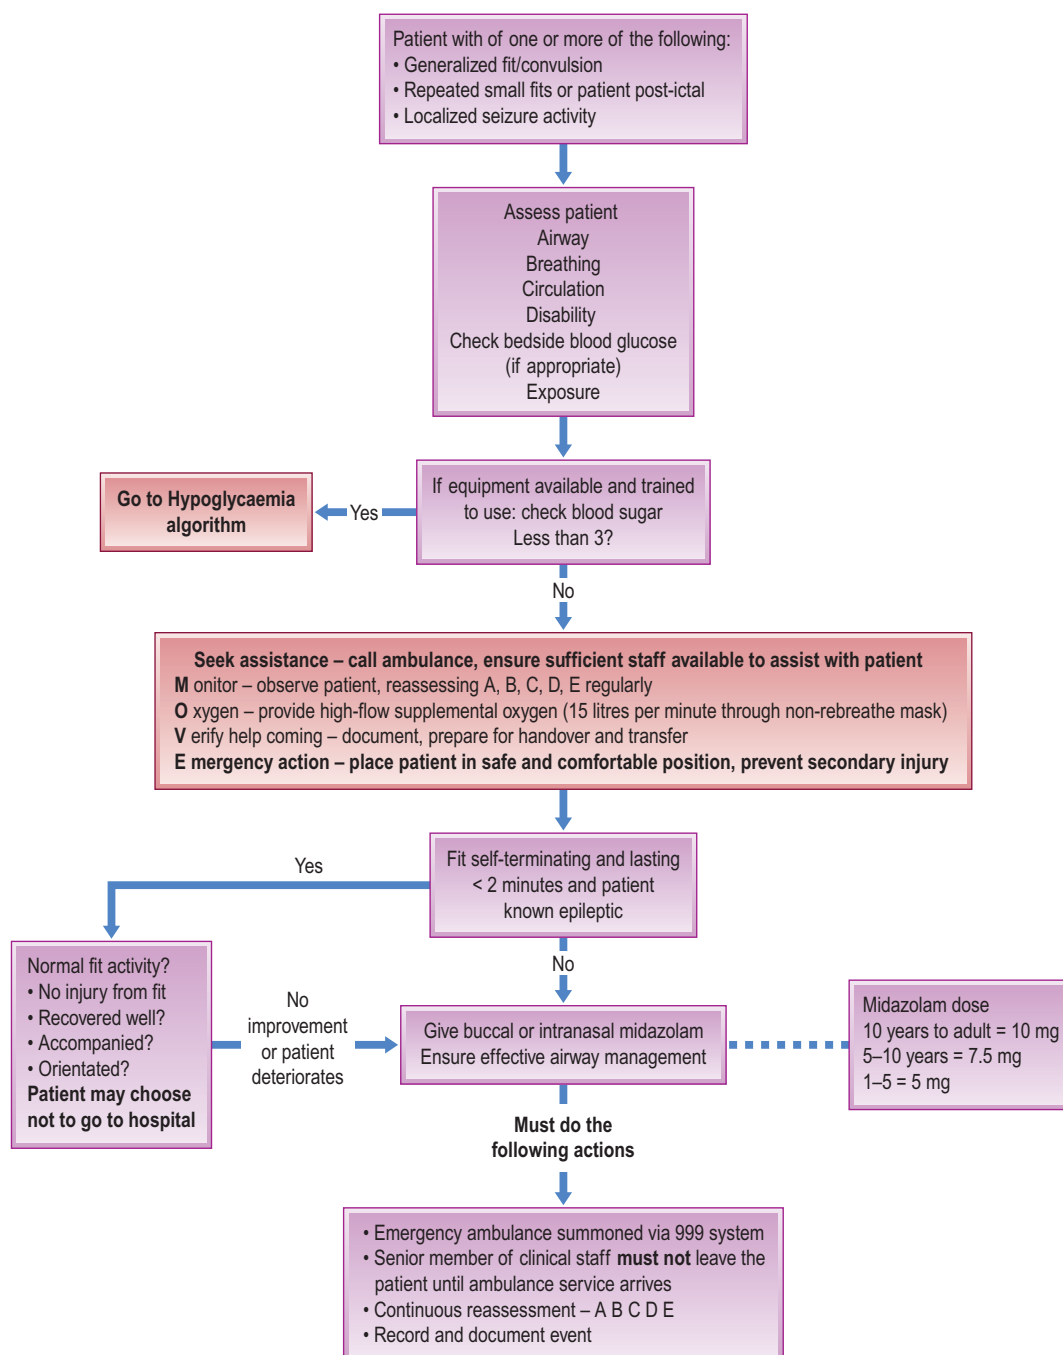 Patient with of one or more of the following:
• Generalized fit/convulsion
• Repeated small fits or patient post-ictal
• Localized seizure activity
Assess patient
Airway
Breathing
Circulation
Disability
Check bedside blood glucose
(if appropriate)
Exposure
If equipment available and trained
to use: check blood sugar
Less than 3?
Yes
Go to Hypoglycaemia
algorithm
No
Seek assistance – call ambulance, ensure sufficient staff available to assist with patient
M onitor – observe patient, reassessing A, B, C, D, E regularly
O xygen – provide high-flow supplemental oxygen (15 litres per minute through non-rebreathe mask)
V erify help coming – document, prepare for handover and transfer
E mergency action – place patient in safe and comfortable position, prevent secondary injury
Fit self-terminating and lasting
< 2 minutes and patient
known epileptic
Yes
Normal fit activity?
• No injury from fit
• Recovered well?
• Accompanied?
• Orientated?
Patient may choose
not to go to hospital
No
improvement
or patient
deteriorates
No
Give buccal or intranasal midazolam
Ensure effective airway management
Midazolam dose
10 years to adult = 10 mg
5–10 years = 7.5 mg
1–5 = 5 mg
Must do the
following actions
• Emergency ambulance summoned via 999 system
• Senior member of clinical staff must not leave the
patient until ambulance service arrives
• Continuous reassessment – A B C D E
• Record and document event